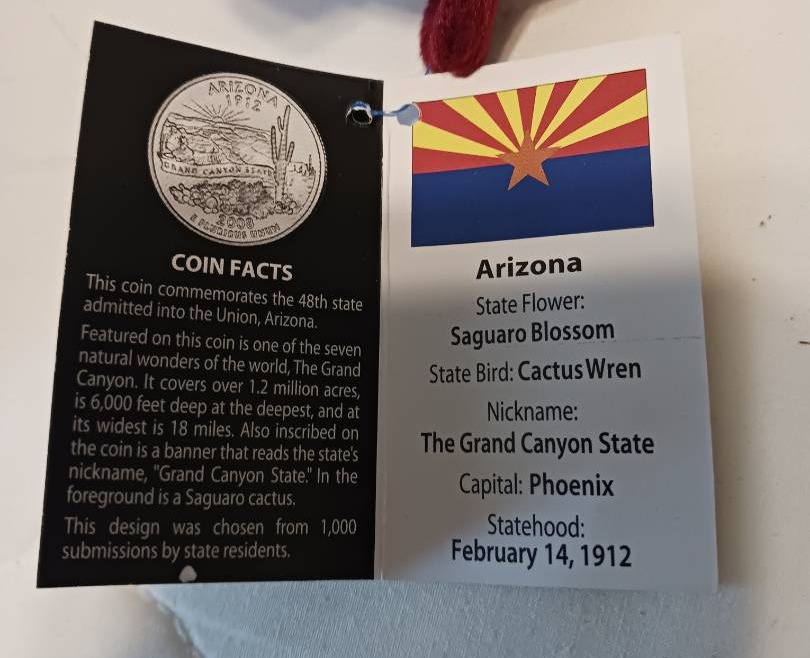 ARIZONA
1912
GRAND CANYON STATE
2008
E PLURIBUS UNUM
COIN FACTS
This coin commemorates the 48th state
admitted into the Union, Arizona.
Featured on this coin is one of the seven
natural wonders of the world, The Grand
Canyon. It covers over 1.2 million acres,
is 6,000 feet deep at the deepest, and at
its widest is 18 miles. Also inscribed on
the coin is a banner that reads the state's
nickname, "Grand Canyon State." In the
foreground is a Saguaro cactus.
This design was chosen from 1,000
submissions by state residents.
Arizona
State Flower:
Saguaro Blossom
State Bird: Cactus Wren
Nickname:
The Grand Canyon State
Capital: Phoenix
Statehood:
February 14, 1912